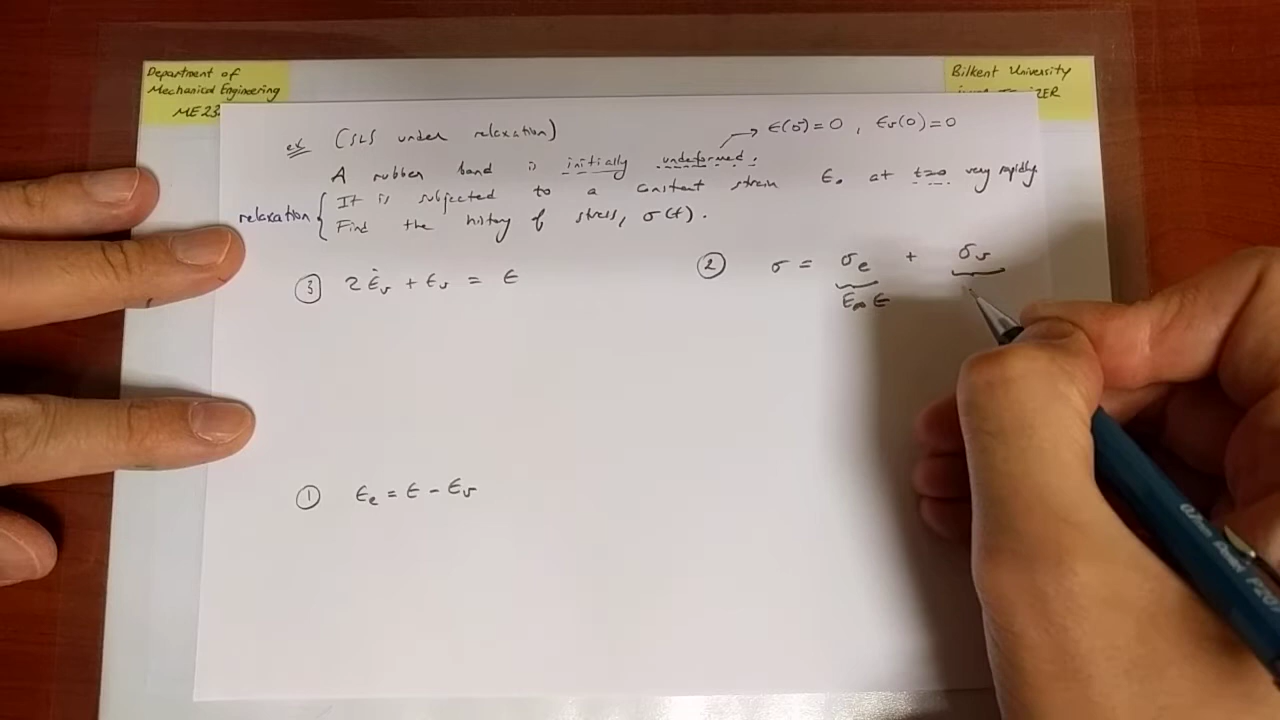 Department of
Mechanical Engineering
ME23
Bilkent University
ZER
ex (SLS under relaxation)
→ ϵ(0⁻)=0 , ϵᵥ(0)=0
A rubber band is initially undeformed.
It is subjected to a constant strain ϵ₀ at t=0 very rapidly.
relaxation { Find the history of stress, σ(t).
③ τϵ̇ᵥ + ϵᵥ = ϵ
② σ = σₑ + σᵥ
E∞ϵ
① ϵₑ = ϵ - ϵᵥ